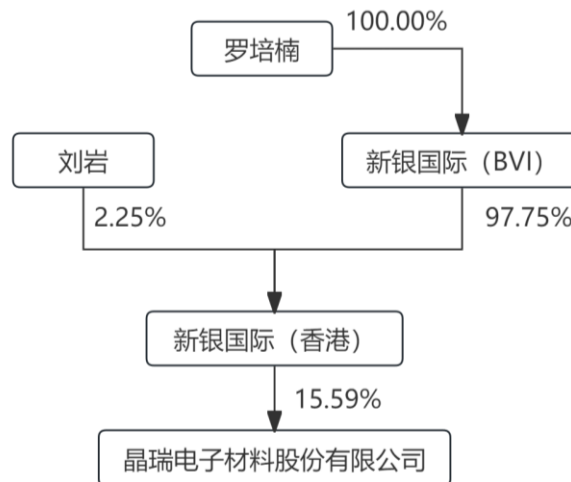 100.00%
罗培楠
刘岩
新银国际（BVI）
2.25%
97.75%
新银国际（香港）
15.59%
晶瑞电子材料股份有限公司